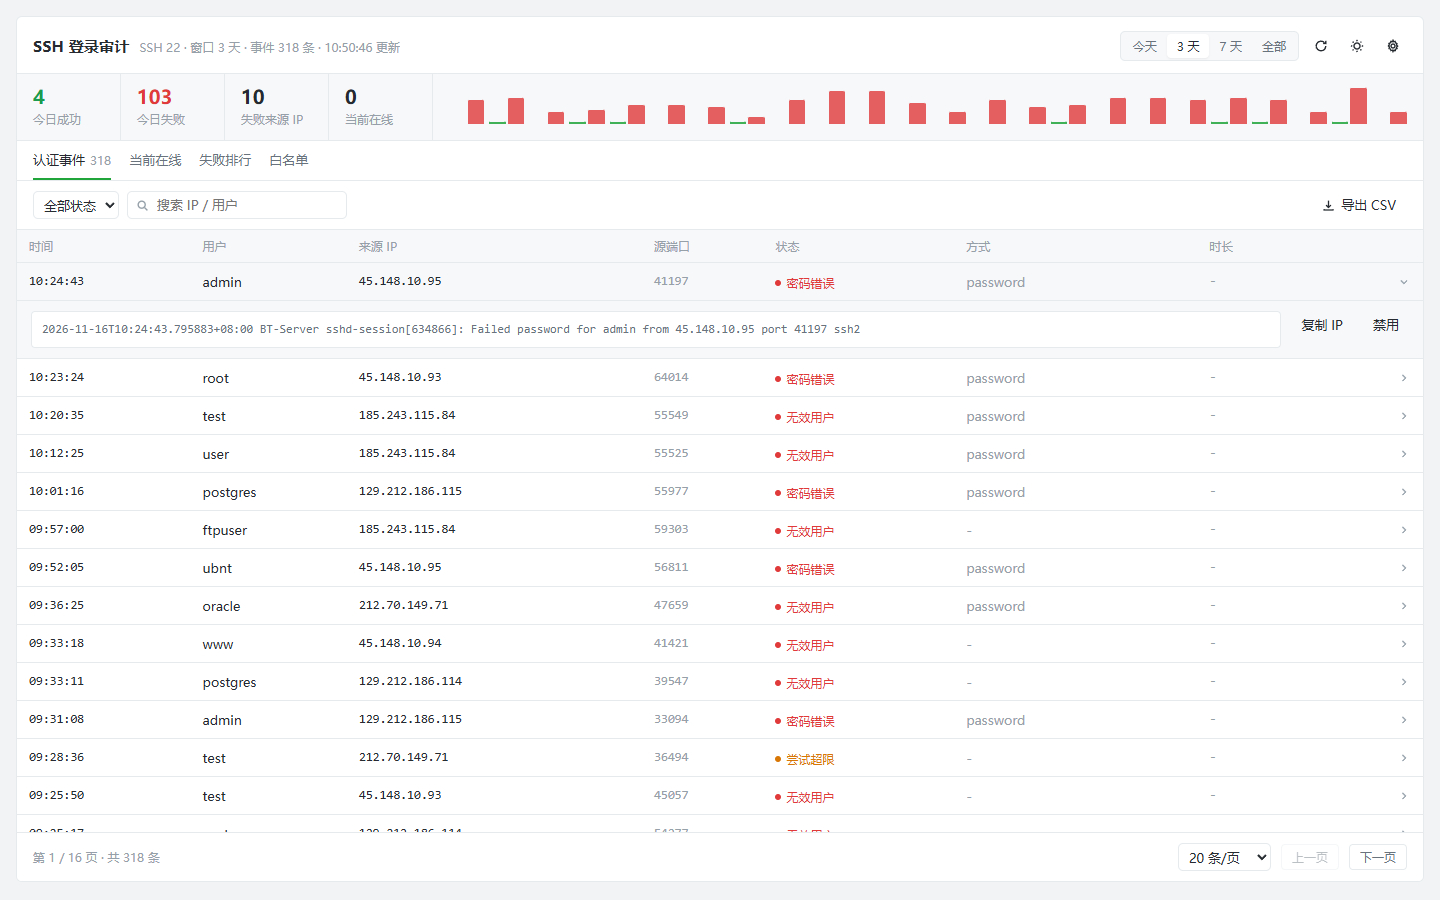 SSH 登录审计 SSH 22 · 窗口 3 天 · 事件 318 条 · 10:50:46 更新 今天 3 天 7 天 全部
4 103 10 0
今日成功 今日失败 失败来源 IP 当前在线
认证事件 318 当前在线 失败排行 白名单
全部状态 搜索 IP / 用户 导出 CSV
时间 用户 来源 IP 源端口 状态 方式 时长
10:24:43 admin 45.148.10.95 41197 密码错误 password -
2026-11-16T10:24:43.795883+08:00 BT-Server sshd-session[634866]: Failed password for admin from 45.148.10.95 port 41197 ssh2 复制 IP 禁用
10:23:24 root 45.148.10.93 64014 密码错误 password -
10:20:35 test 185.243.115.84 55549 无效用户 password -
10:12:25 user 185.243.115.84 55525 无效用户 password -
10:01:16 postgres 129.212.186.115 55977 密码错误 password -
09:57:00 ftpuser 185.243.115.84 59303 无效用户 - -
09:52:05 ubnt 45.148.10.95 56811 密码错误 password -
09:36:25 oracle 212.70.149.71 47659 无效用户 password -
09:33:18 www 45.148.10.94 41421 无效用户 - -
09:33:11 postgres 129.212.186.114 39547 无效用户 - -
09:31:08 admin 129.212.186.115 33094 密码错误 password -
09:28:36 test 212.70.149.71 36494 尝试超限 - -
09:25:50 test 45.148.10.93 45057 无效用户 - -
第 1 / 16 页 · 共 318 条 20 条/页 上一页 下一页